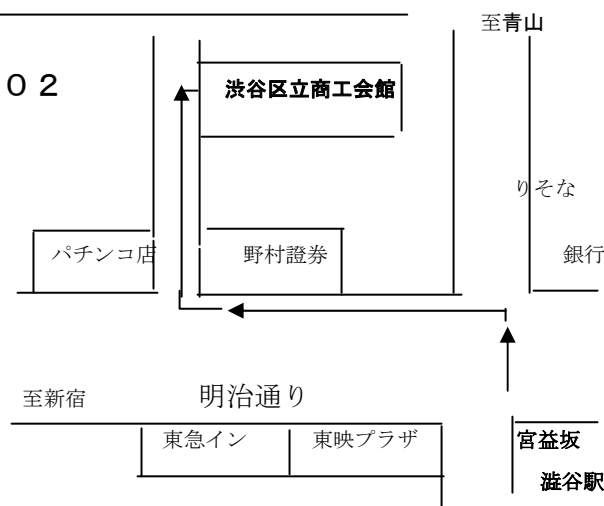 至青山
０２
渋谷区立商工会館
りそな
パチンコ店
野村證券
銀行
至新宿
明治通り
東急イン
東映プラザ
宮益坂
澁谷駅